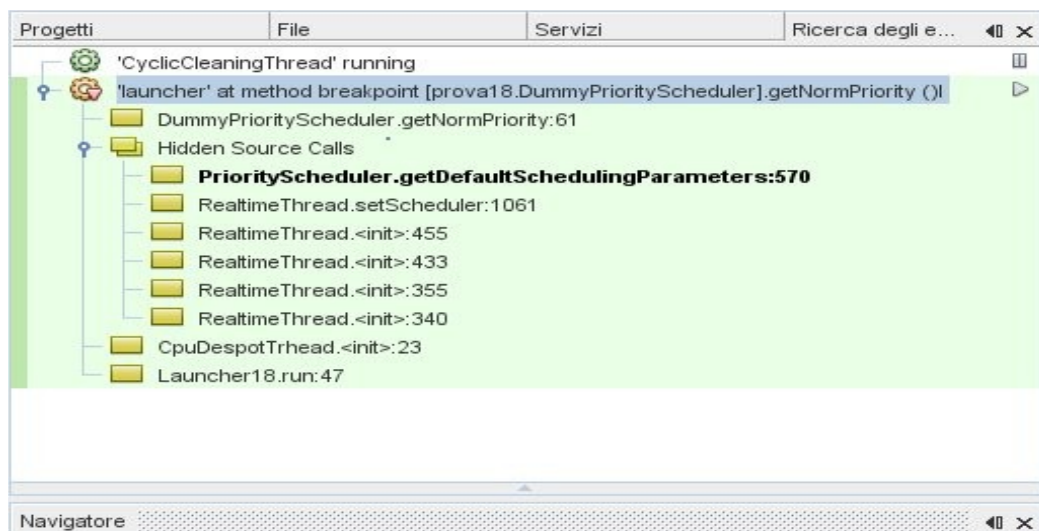 Progetti File Servizi Ricerca degli e...
'CyclicCleaningThread' running
'launcher' at method breakpoint [prova18.DummyPriorityScheduler].getNormPriority ()l
DummyPriorityScheduler.getNormPriority:61
Hidden Source Calls
PriorityScheduler.getDefaultSchedulingParameters:570
RealtimeThread.setScheduler:1061
RealtimeThread.<init>:455
RealtimeThread.<init>:433
RealtimeThread.<init>:355
RealtimeThread.<init>:340
CpuDespotTrhead.<init>:23
Launcher18.run:47
Navigatore